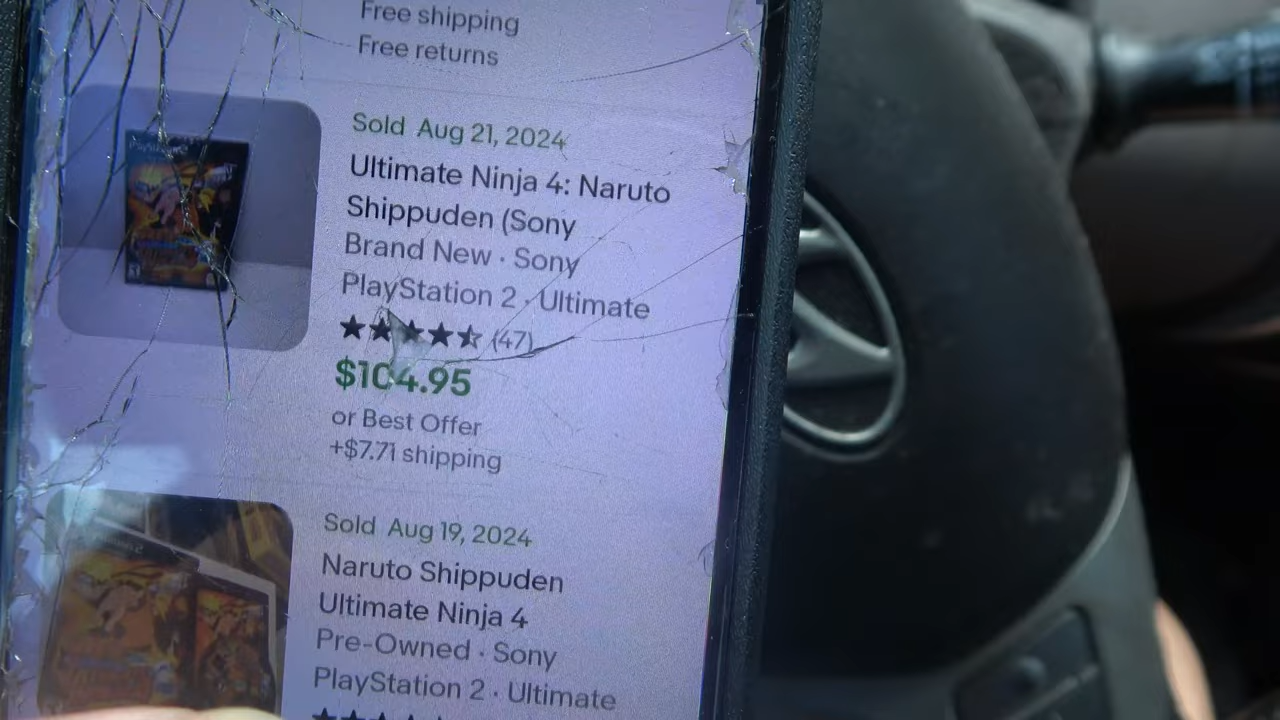 Free shipping
Free returns
Sold Aug 21, 2024
Ultimate Ninja 4: Naruto
Shippuden (Sony
Brand New · Sony
PlayStation 2 · Ultimate
(47)
$104.95
or Best Offer
+$7.71 shipping
Sold Aug 19, 2024
Naruto Shippuden
Ultimate Ninja 4
Pre-Owned · Sony
PlayStation 2 · Ultimate